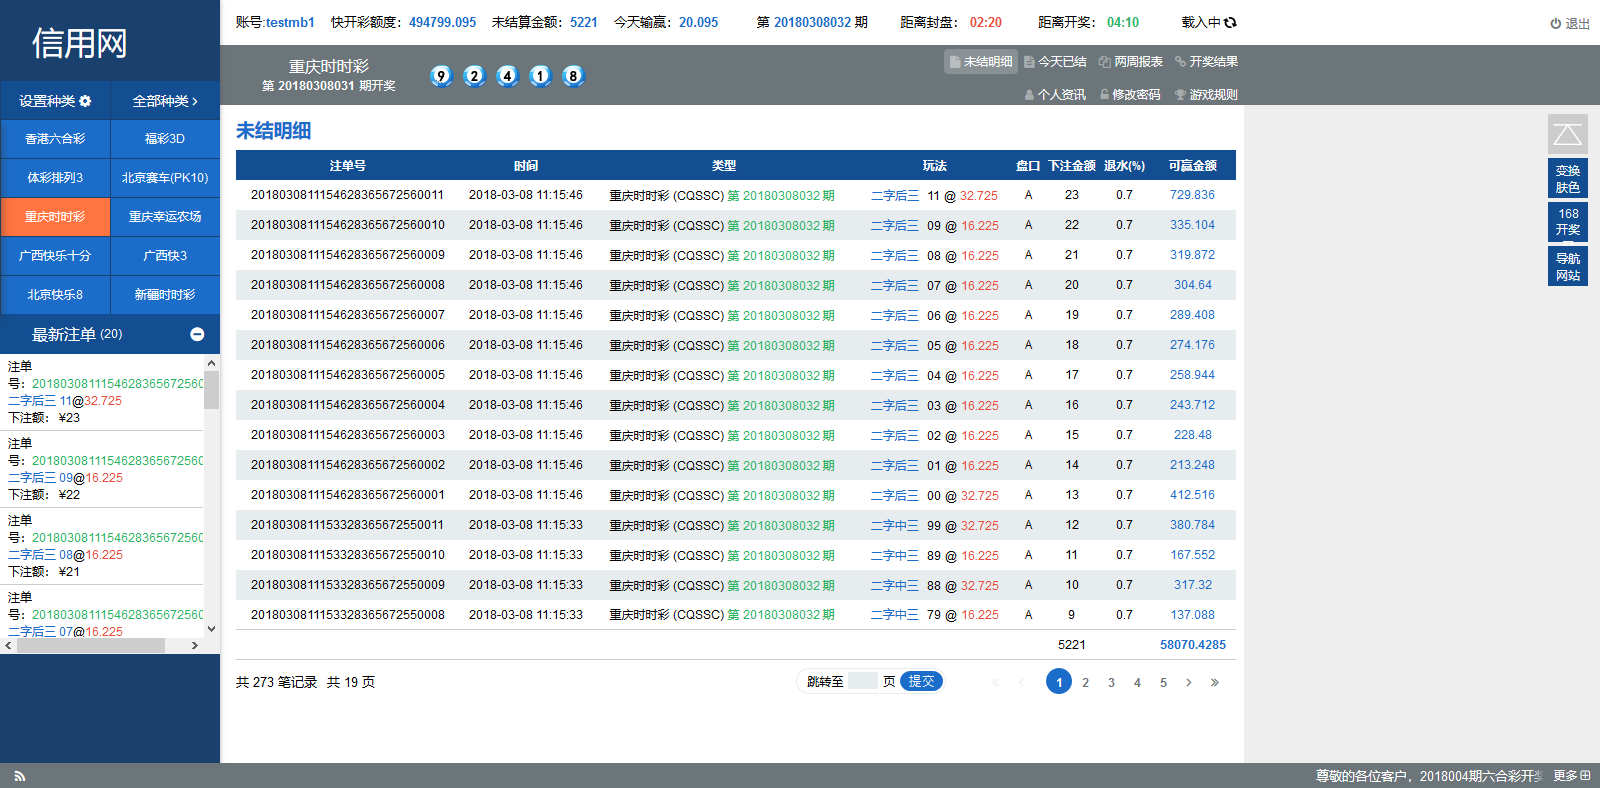 信用网
账号:testmb1 快开彩额度：494799.095 未结算金额：5221 今天输赢：20.095 第 20180308032 期 距离封盘：02:20 距离开奖：04:10 载入中 退出
重庆时时彩
第 20180308031 期开奖
9 2 4 1 8
未结明细 今天已结 两周报表 开奖结果
个人资讯 修改密码 游戏规则
设置种类 全部种类
香港六合彩 福彩3D
体彩排列3 北京赛车(PK10)
重庆时时彩 重庆幸运农场
广西快乐十分 广西快3
北京快乐8 新疆时时彩
最新注单 (20)
注单
号：2018030811154628365672560
二字后三 11@32.725
下注额：¥23
注单
号：2018030811154628365672560
二字后三 09@16.225
下注额：¥22
注单
号：2018030811154628365672560
二字后三 08@16.225
下注额：¥21
注单
号：2018030811154628365672560
二字后三 07@16.225
未结明细
注单号 时间 类型 玩法 盘口 下注金额 退水(%) 可赢金额
2018030811154628365672560011 2018-03-08 11:15:46 重庆时时彩 (CQSSC) 第 20180308032 期 二字后三 11 @ 32.725 A 23 0.7 729.836
2018030811154628365672560010 2018-03-08 11:15:46 重庆时时彩 (CQSSC) 第 20180308032 期 二字后三 09 @ 16.225 A 22 0.7 335.104
2018030811154628365672560009 2018-03-08 11:15:46 重庆时时彩 (CQSSC) 第 20180308032 期 二字后三 08 @ 16.225 A 21 0.7 319.872
2018030811154628365672560008 2018-03-08 11:15:46 重庆时时彩 (CQSSC) 第 20180308032 期 二字后三 07 @ 16.225 A 20 0.7 304.64
2018030811154628365672560007 2018-03-08 11:15:46 重庆时时彩 (CQSSC) 第 20180308032 期 二字后三 06 @ 16.225 A 19 0.7 289.408
2018030811154628365672560006 2018-03-08 11:15:46 重庆时时彩 (CQSSC) 第 20180308032 期 二字后三 05 @ 16.225 A 18 0.7 274.176
2018030811154628365672560005 2018-03-08 11:15:46 重庆时时彩 (CQSSC) 第 20180308032 期 二字后三 04 @ 16.225 A 17 0.7 258.944
2018030811154628365672560004 2018-03-08 11:15:46 重庆时时彩 (CQSSC) 第 20180308032 期 二字后三 03 @ 16.225 A 16 0.7 243.712
2018030811154628365672560003 2018-03-08 11:15:46 重庆时时彩 (CQSSC) 第 20180308032 期 二字后三 02 @ 16.225 A 15 0.7 228.48
2018030811154628365672560002 2018-03-08 11:15:46 重庆时时彩 (CQSSC) 第 20180308032 期 二字后三 01 @ 16.225 A 14 0.7 213.248
2018030811154628365672560001 2018-03-08 11:15:46 重庆时时彩 (CQSSC) 第 20180308032 期 二字后三 00 @ 32.725 A 13 0.7 412.516
2018030811153328365672550011 2018-03-08 11:15:33 重庆时时彩 (CQSSC) 第 20180308032 期 二字中三 99 @ 32.725 A 12 0.7 380.784
2018030811153328365672550010 2018-03-08 11:15:33 重庆时时彩 (CQSSC) 第 20180308032 期 二字中三 89 @ 16.225 A 11 0.7 167.552
2018030811153328365672550009 2018-03-08 11:15:33 重庆时时彩 (CQSSC) 第 20180308032 期 二字中三 88 @ 32.725 A 10 0.7 317.32
2018030811153328365672550008 2018-03-08 11:15:33 重庆时时彩 (CQSSC) 第 20180308032 期 二字中三 79 @ 16.225 A 9 0.7 137.088
5221 58070.4285
共 273 笔记录 共 19 页 跳转至 页 提交 « ‹ 1 2 3 4 5 › »
变换
肤色
168
开奖
导航
网站
尊敬的各位客户，2018004期六合彩开 更多